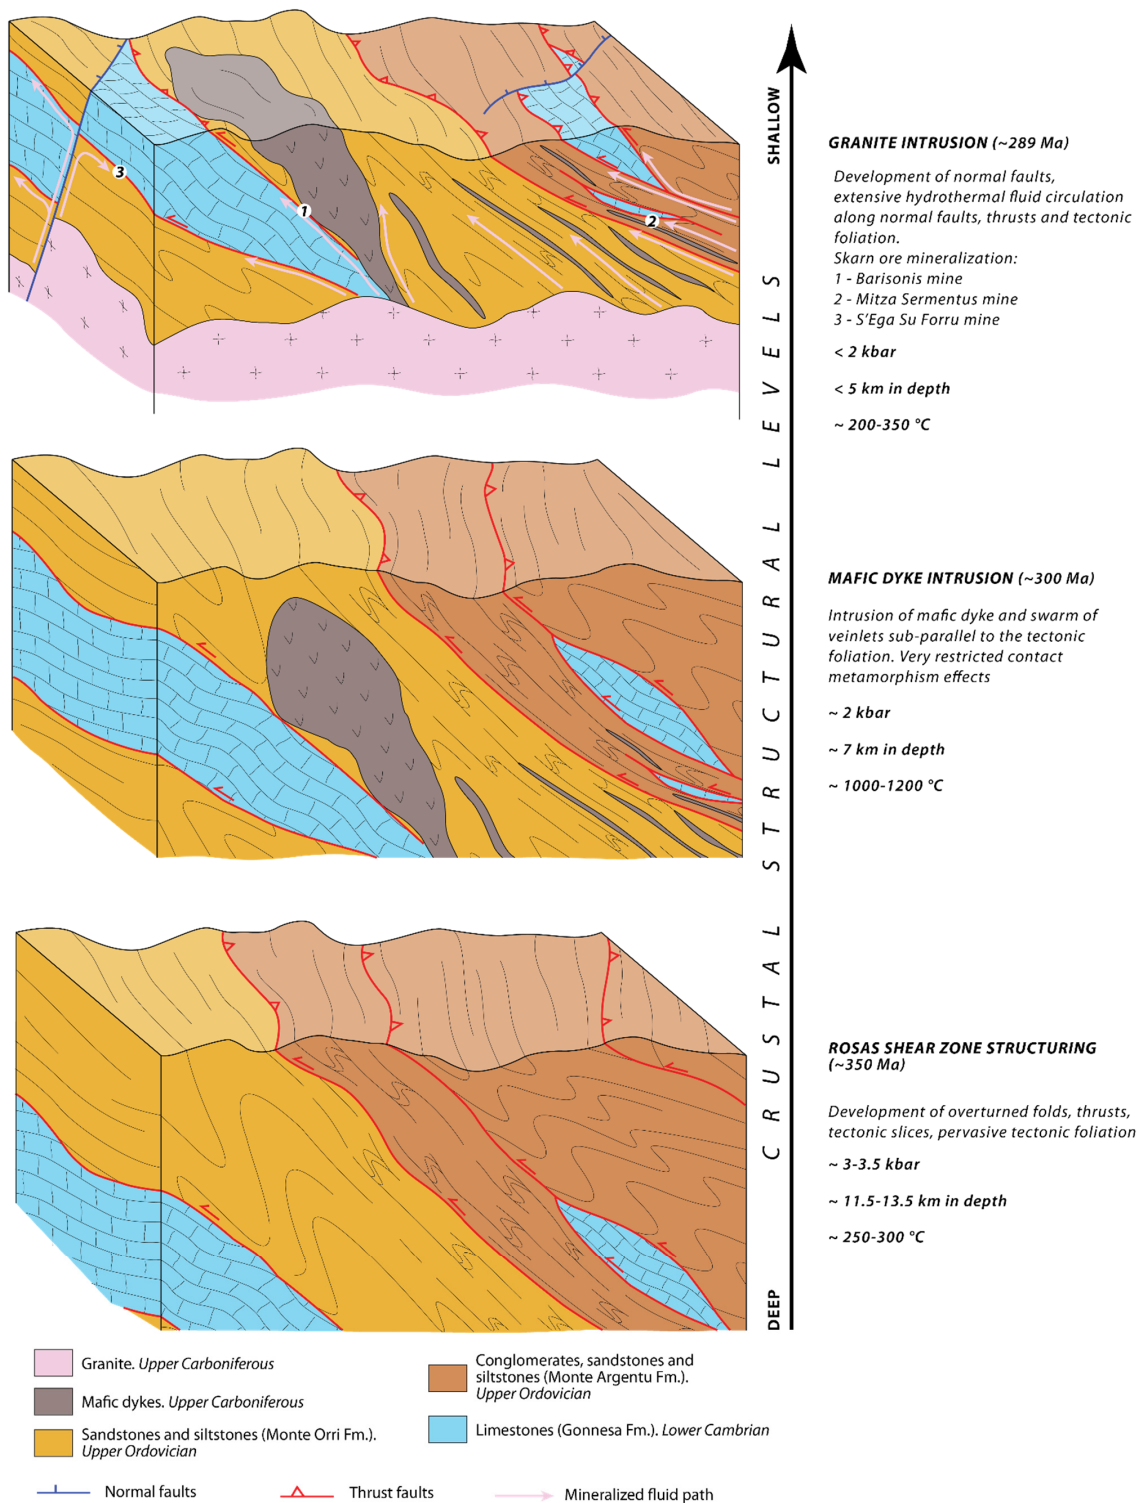 SHALLOW
CRUSTAL STRUCTURAL LEVELS
DEEP
1
2
3
GRANITE INTRUSION (~289 Ma)
Development of normal faults,
extensive hydrothermal fluid circulation
along normal faults, thrusts and tectonic
foliation.
Skarn ore mineralization:
1 - Barisonis mine
2 - Mitza Sermentus mine
3 - S'Ega Su Forru mine
< 2 kbar
< 5 km in depth
~ 200-350 °C
MAFIC DYKE INTRUSION (~300 Ma)
Intrusion of mafic dyke and swarm of
veinlets sub-parallel to the tectonic
foliation. Very restricted contact
metamorphism effects
~ 2 kbar
~ 7 km in depth
~ 1000-1200 °C
ROSAS SHEAR ZONE STRUCTURING
(~350 Ma)
Development of overturned folds, thrusts,
tectonic slices, pervasive tectonic foliation
~ 3-3.5 kbar
~ 11.5-13.5 km in depth
~ 250-300 °C
Granite. Upper Carboniferous
Mafic dykes. Upper Carboniferous
Sandstones and siltstones (Monte Orri Fm.).
Upper Ordovician
Conglomerates, sandstones and
siltstones (Monte Argentu Fm.).
Upper Ordovician
Limestones (Gonnesa Fm.). Lower Cambrian
Normal faults
Thrust faults
Mineralized fluid path